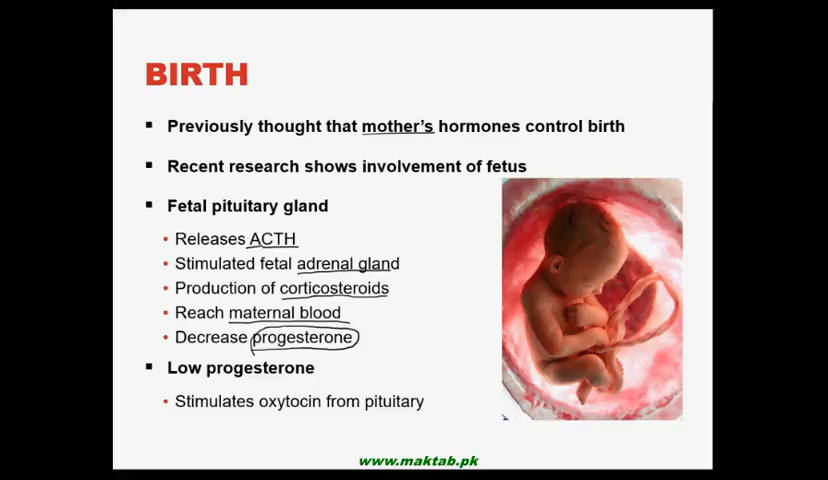 BIRTH
▪ Previously thought that mother's hormones control birth
▪ Recent research shows involvement of fetus
▪ Fetal pituitary gland
• Releases ACTH
• Stimulated fetal adrenal gland
• Production of corticosteroids
• Reach maternal blood
• Decrease progesterone
▪ Low progesterone
• Stimulates oxytocin from pituitary
www.maktab.pk